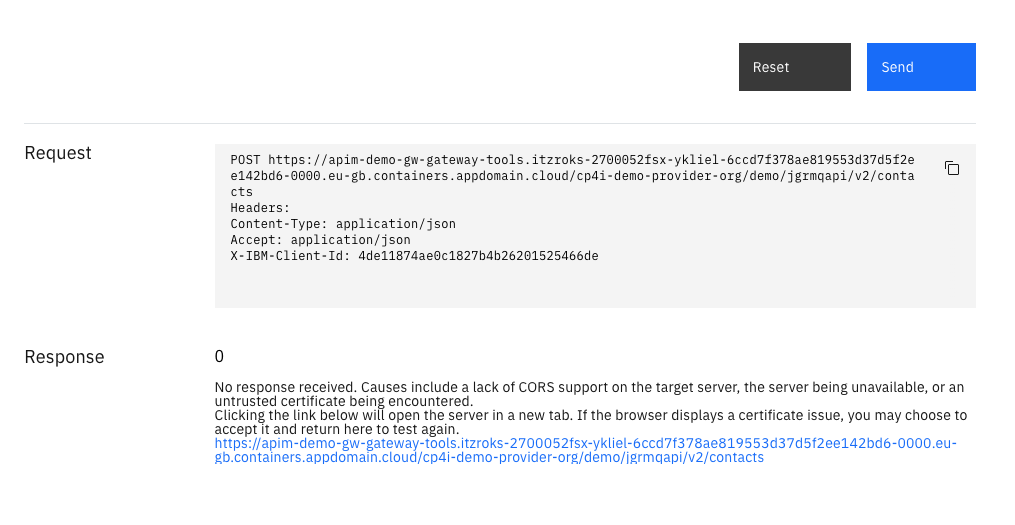 Reset
Send
Request
POST https://apim-demo-gw-gateway-tools.itzroks-2700052fsx-ykliel-6ccd7f378ae819553d37d5f2e
e142bd6-0000.eu-gb.containers.appdomain.cloud/cp4i-demo-provider-org/demo/jgrmqapi/v2/conta
cts
Headers:
Content-Type: application/json
Accept: application/json
X-IBM-Client-Id: 4de11874ae0c1827b4b26201525466de
Response
0
No response received. Causes include a lack of CORS support on the target server, the server being unavailable, or an
untrusted certificate being encountered.
Clicking the link below will open the server in a new tab. If the browser displays a certificate issue, you may choose to
accept it and return here to test again.
https://apim-demo-gw-gateway-tools.itzroks-2700052fsx-ykliel-6ccd7f378ae819553d37d5f2ee142bd6-0000.eu-
gb.containers.appdomain.cloud/cp4i-demo-provider-org/demo/jgrmqapi/v2/contacts